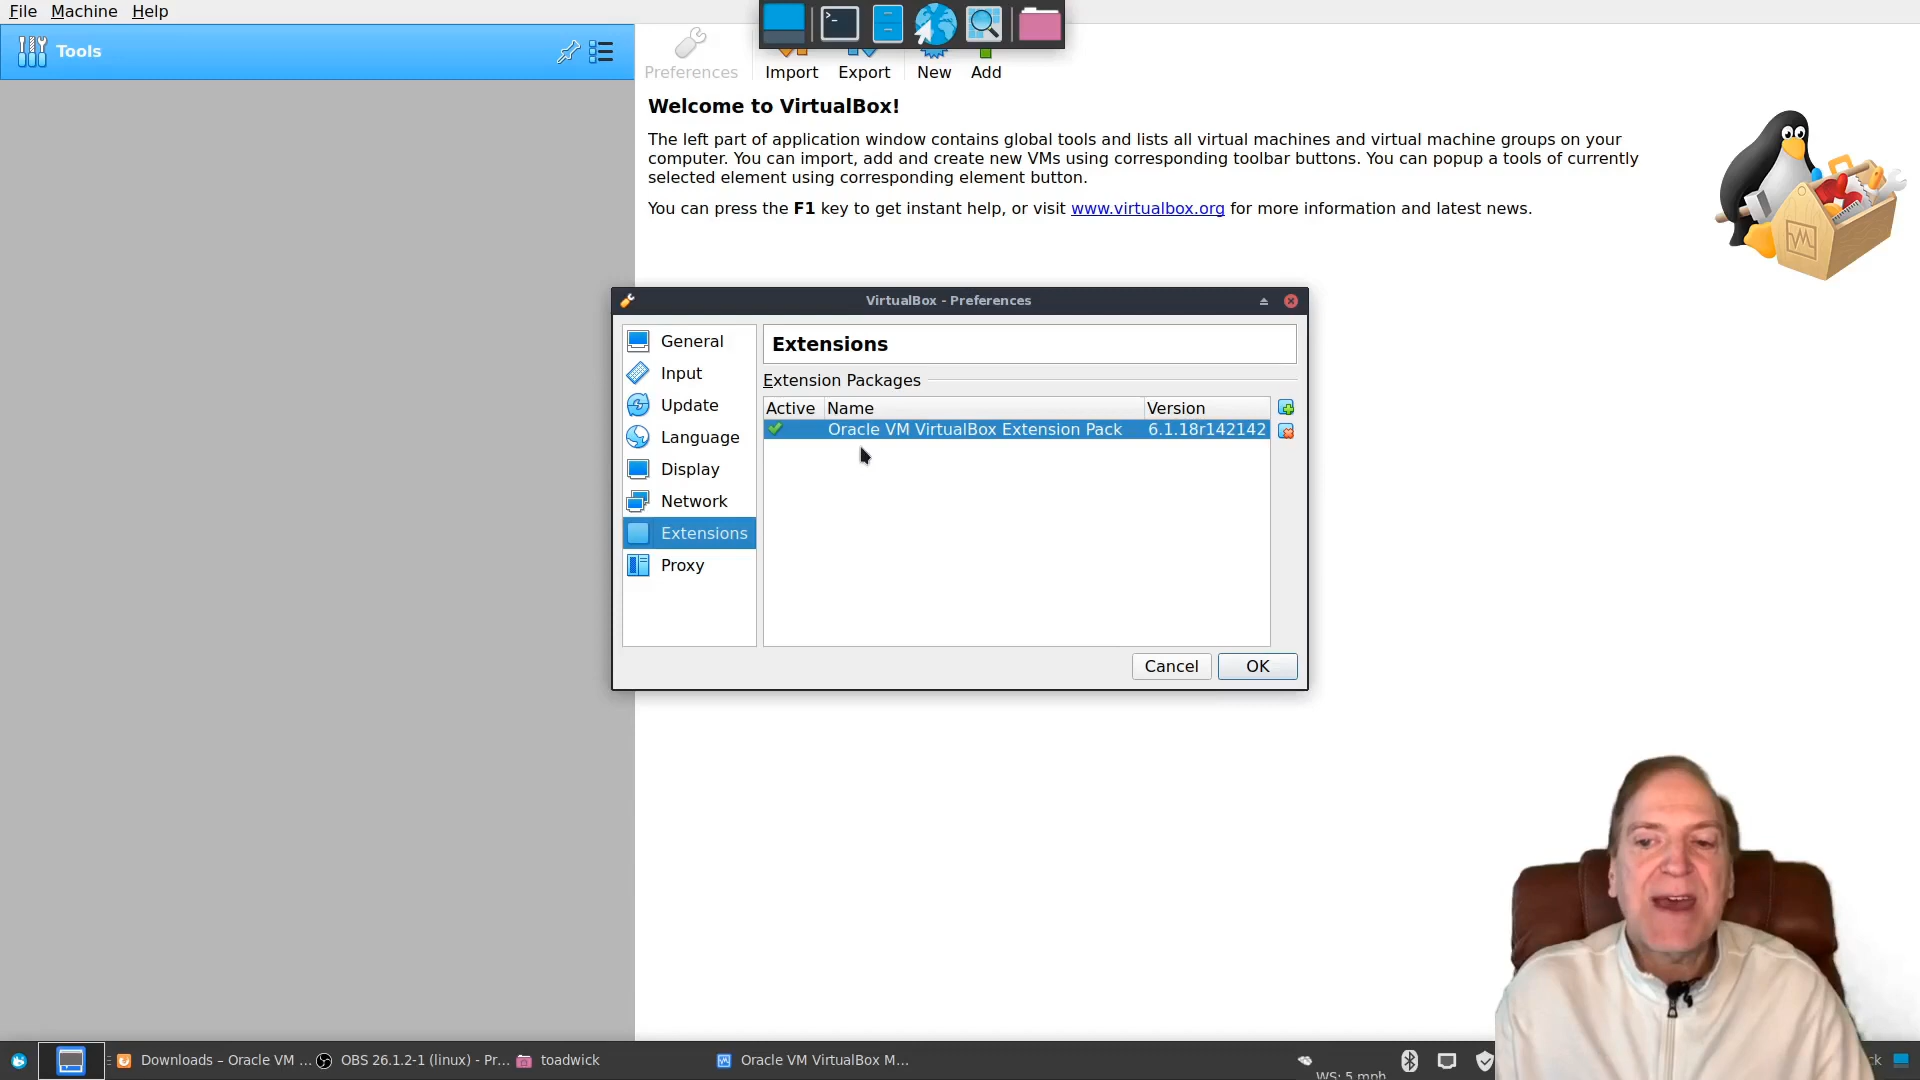 File Machine Help
Tools
Preferences Import Export New Add
Welcome to VirtualBox!
The left part of application window contains global tools and lists all virtual machines and virtual machine groups on your
computer. You can import, add and create new VMs using corresponding toolbar buttons. You can popup a tools of currently
selected element using corresponding element button.
You can press the F1 key to get instant help, or visit www.virtualbox.org for more information and latest news.
VirtualBox - Preferences
General
Input
Update
Language
Display
Network
Extensions
Proxy
Extensions
Extension Packages
Active Name Version
Oracle VM VirtualBox Extension Pack 6.1.18r142142
Cancel OK
Downloads – Oracle VM ... OBS 26.1.2-1 (linux) - Pr... toadwick Oracle VM VirtualBox M...
WS: 5 mph